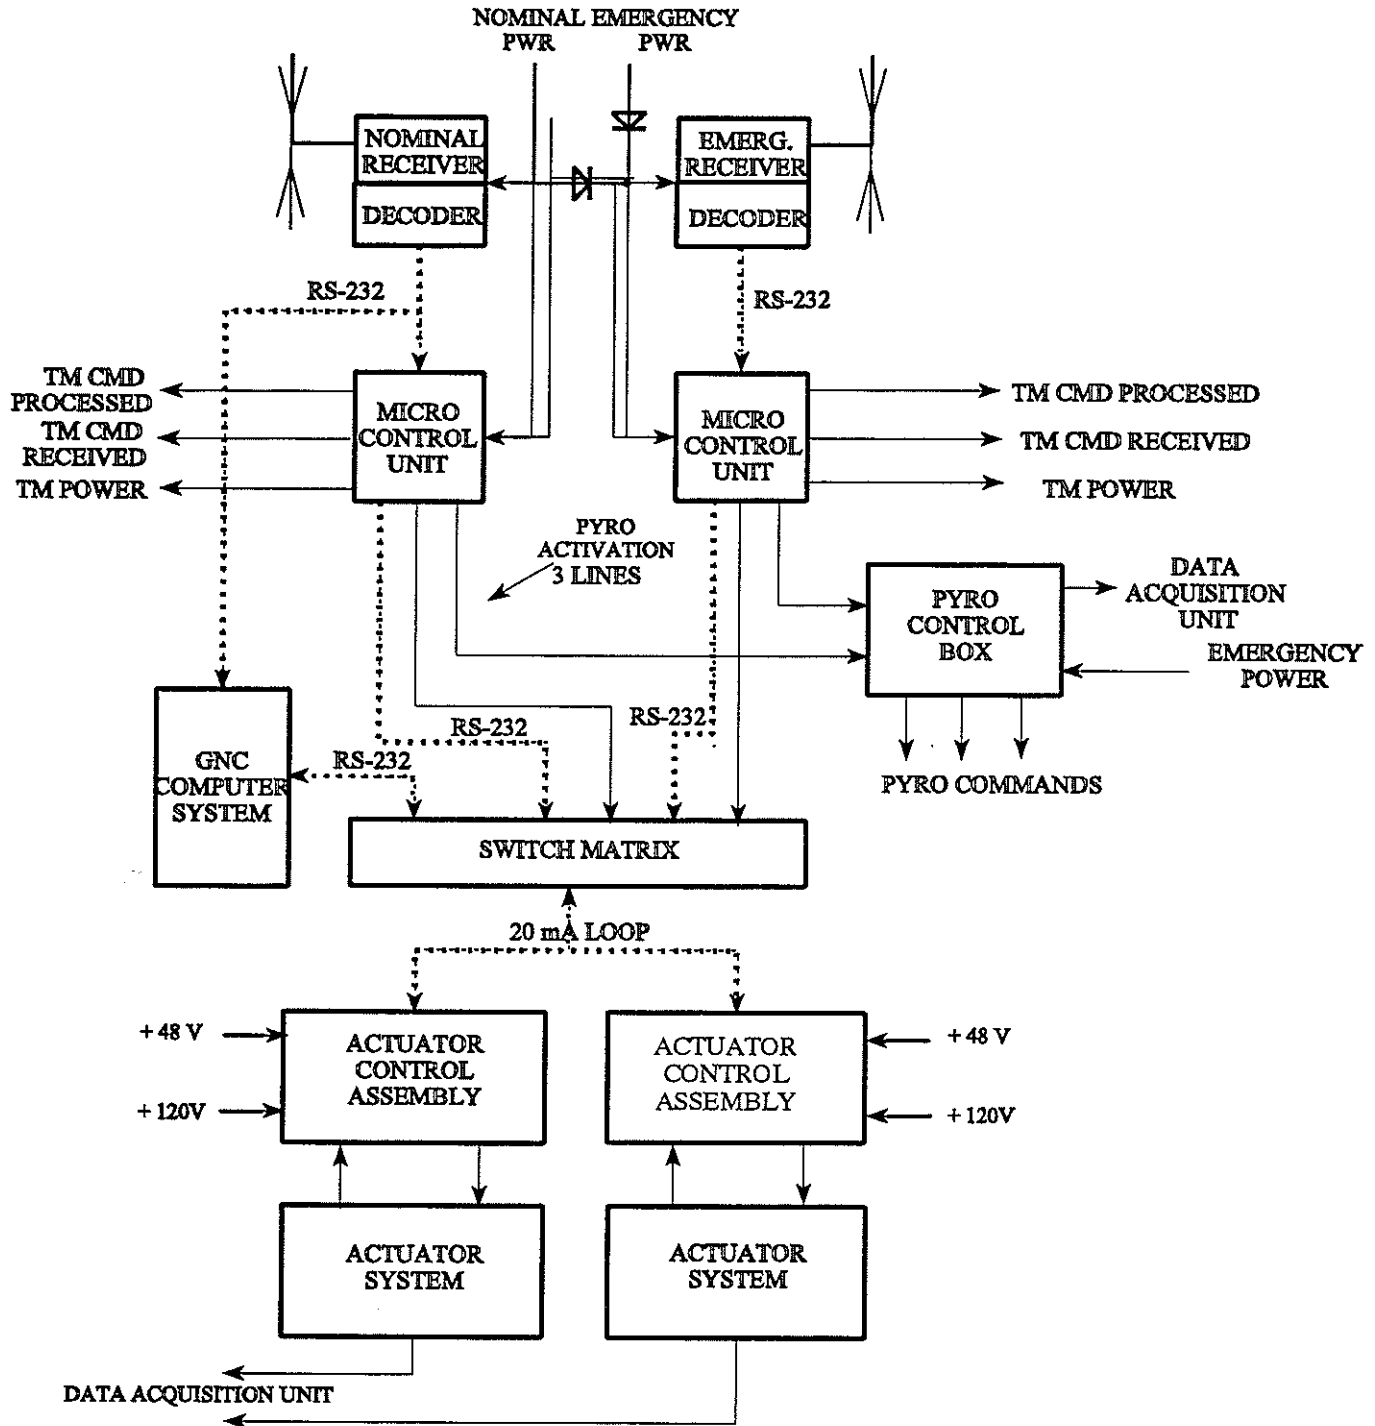 NOMINAL EMERGENCY
PWR PWR
NOMINAL
RECEIVER
DECODER
EMERG.
RECEIVER
DECODER
RS-232
RS-232
TM CMD
PROCESSED
TM CMD
RECEIVED
TM POWER
MICRO
CONTROL
UNIT
MICRO
CONTROL
UNIT
TM CMD PROCESSED
TM CMD RECEIVED
TM POWER
PYRO
ACTIVATION
3 LINES
PYRO
CONTROL
BOX
DATA
ACQUISITION
UNIT
EMERGENCY
POWER
RS-232
RS-232
RS-232
GNC
COMPUTER
SYSTEM
PYRO COMMANDS
SWITCH MATRIX
20 mA LOOP
+ 48 V
+ 120V
ACTUATOR
CONTROL
ASSEMBLY
ACTUATOR
CONTROL
ASSEMBLY
+ 48 V
+ 120V
ACTUATOR
SYSTEM
ACTUATOR
SYSTEM
DATA ACQUISITION UNIT